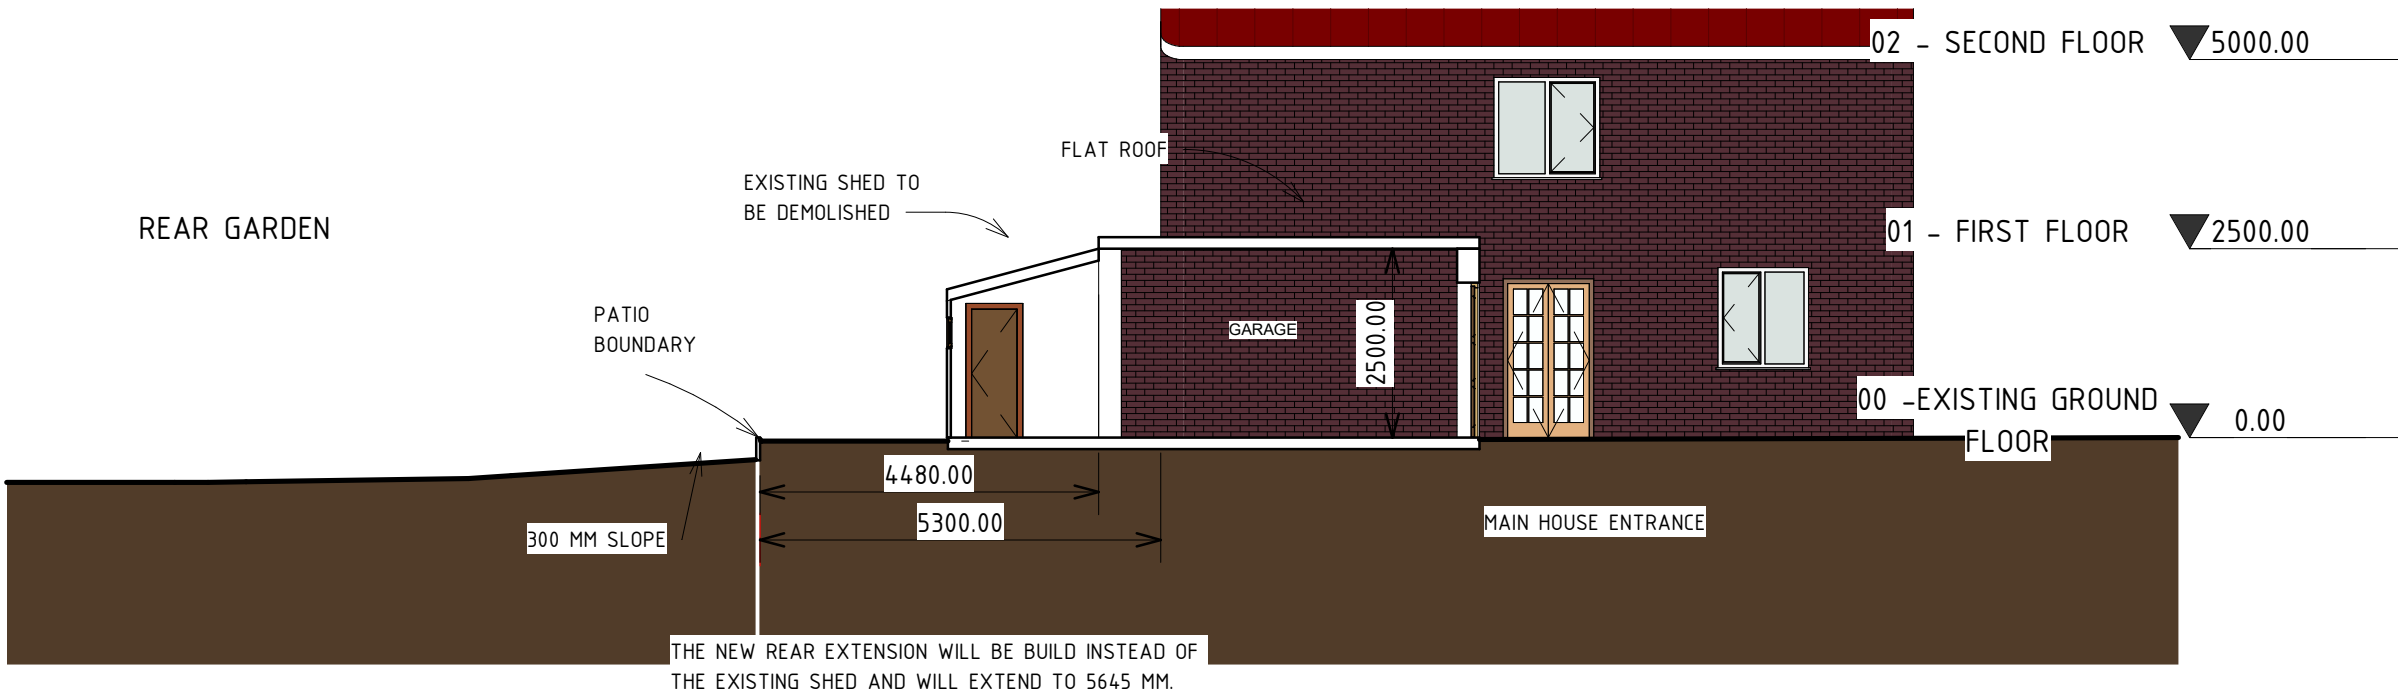 02 - SECOND FLOOR 5000.00
FLAT ROOF
EXISTING SHED TO
BE DEMOLISHED
REAR GARDEN
01 - FIRST FLOOR 2500.00
PATIO
BOUNDARY
GARAGE
2500.00
00 -EXISTING GROUND
FLOOR
0.00
4480.00
5300.00
300 MM SLOPE
MAIN HOUSE ENTRANCE
THE NEW REAR EXTENSION WILL BE BUILD INSTEAD OF
THE EXISTING SHED AND WILL EXTEND TO 5645 MM.